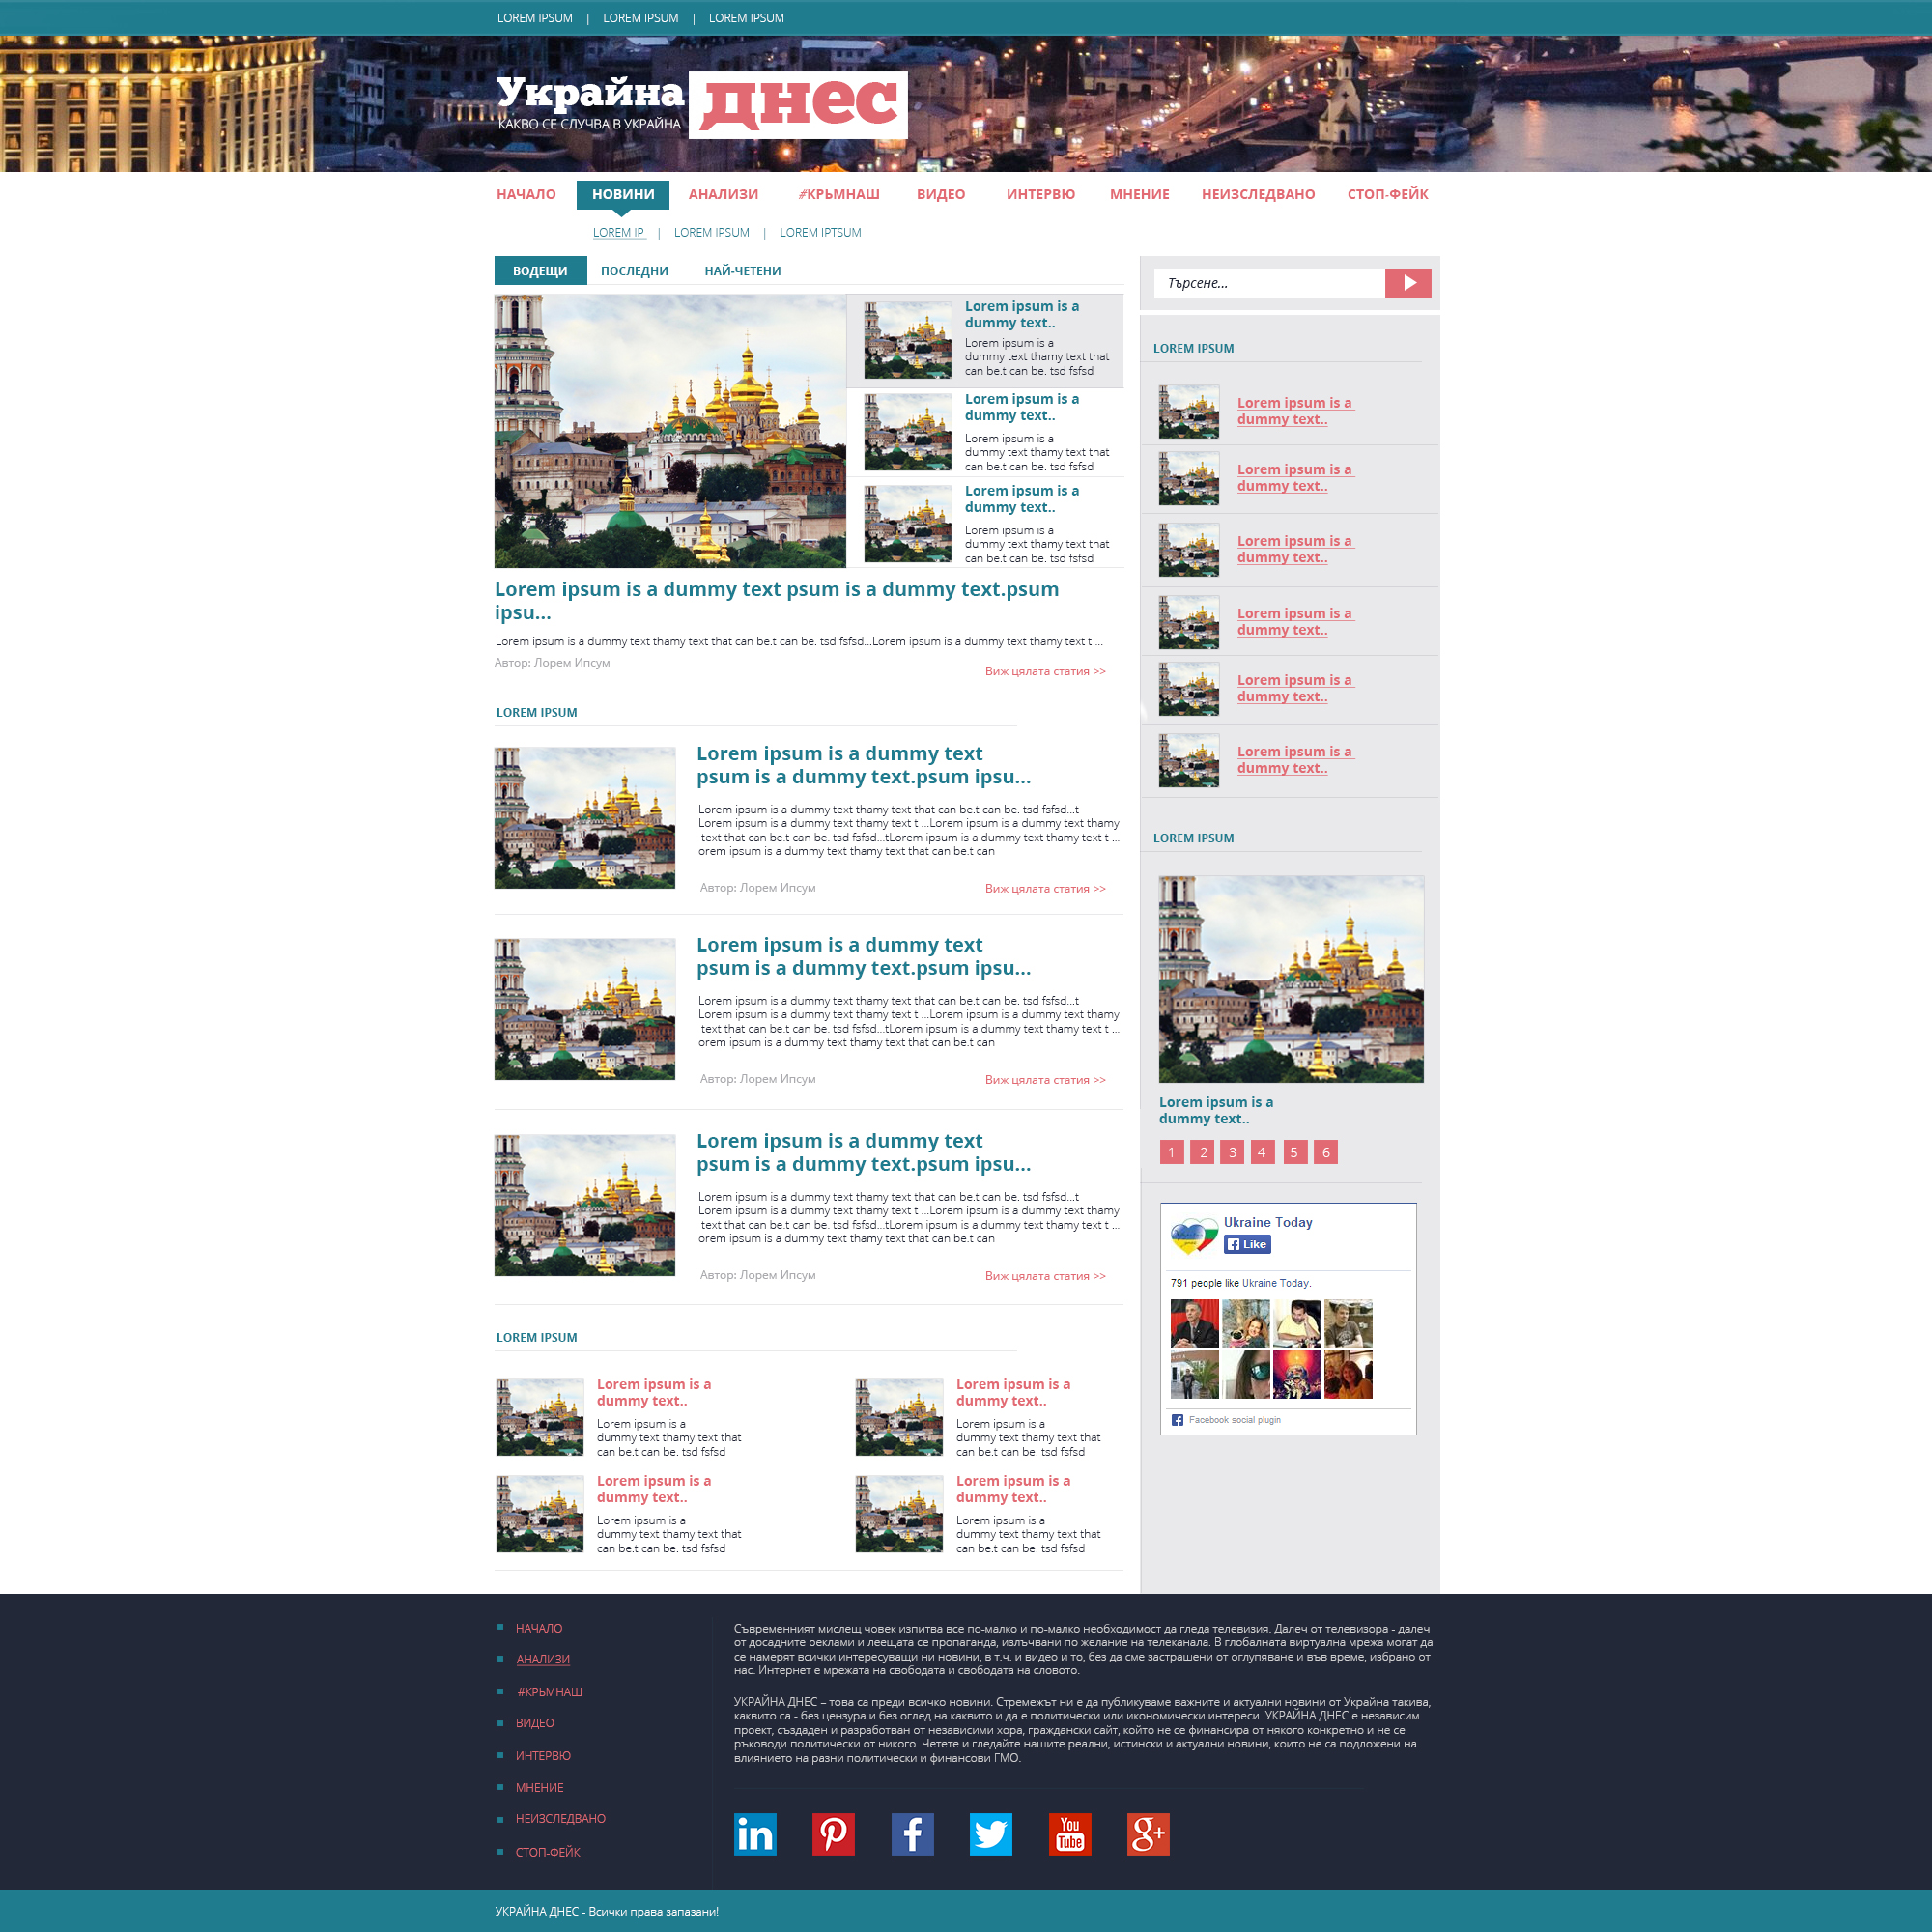 LOREM IPSUM | LOREM IPSUM | LOREM IPSUM
Украйна днес
КАКВО СЕ СЛУЧВА В УКРАЙНА
НАЧАЛО НОВИНИ АНАЛИЗИ #КРЬМНАШ ВИДЕО ИНТЕРВЮ МНЕНИЕ НЕИЗСЛЕДВАНО СТОП-ФЕЙК
LOREM IP | LOREM IPSUM | LOREM IPTSUM
ВОДЕЩИ ПОСЛЕДНИ НАЙ-ЧЕТЕНИ
Lorem ipsum is a
dummy text..
Lorem ipsum is a
dummy text thamy text that
can be.t can be. tsd fsfsd
Lorem ipsum is a
dummy text..
Lorem ipsum is a
dummy text thamy text that
can be.t can be. tsd fsfsd
Lorem ipsum is a
dummy text..
Lorem ipsum is a
dummy text thamy text that
can be.t can be. tsd fsfsd
Lorem ipsum is a dummy text psum is a dummy text.psum
ipsu...
Lorem ipsum is a dummy text thamy text that can be.t can be. tsd fsfsd...Lorem ipsum is a dummy text thamy text t ...
Автор: Лорем Ипсум
Виж цялата статия >>
LOREM IPSUM
Lorem ipsum is a dummy text
psum is a dummy text.psum ipsu...
Lorem ipsum is a dummy text thamy text that can be.t can be. tsd fsfsd...t
Lorem ipsum is a dummy text thamy text t ...Lorem ipsum is a dummy text thamy
text that can be.t can be. tsd fsfsd...tLorem ipsum is a dummy text thamy text t ...
orem ipsum is a dummy text thamy text that can be.t can
Автор: Лорем Ипсум
Виж цялата статия >>
Lorem ipsum is a dummy text
psum is a dummy text.psum ipsu...
Lorem ipsum is a dummy text thamy text that can be.t can be. tsd fsfsd...t
Lorem ipsum is a dummy text thamy text t ...Lorem ipsum is a dummy text thamy
text that can be.t can be. tsd fsfsd...tLorem ipsum is a dummy text thamy text t ...
orem ipsum is a dummy text thamy text that can be.t can
Автор: Лорем Ипсум
Виж цялата статия >>
Lorem ipsum is a dummy text
psum is a dummy text.psum ipsu...
Lorem ipsum is a dummy text thamy text that can be.t can be. tsd fsfsd...t
Lorem ipsum is a dummy text thamy text t ...Lorem ipsum is a dummy text thamy
text that can be.t can be. tsd fsfsd...tLorem ipsum is a dummy text thamy text t ...
orem ipsum is a dummy text thamy text that can be.t can
Автор: Лорем Ипсум
Виж цялата статия >>
LOREM IPSUM
Lorem ipsum is a
dummy text..
Lorem ipsum is a
dummy text thamy text that
can be.t can be. tsd fsfsd
Lorem ipsum is a
dummy text..
Lorem ipsum is a
dummy text thamy text that
can be.t can be. tsd fsfsd
Lorem ipsum is a
dummy text..
Lorem ipsum is a
dummy text thamy text that
can be.t can be. tsd fsfsd
Lorem ipsum is a
dummy text..
Lorem ipsum is a
dummy text thamy text that
can be.t can be. tsd fsfsd
Търсене...
LOREM IPSUM
Lorem ipsum is a
dummy text..
Lorem ipsum is a
dummy text..
Lorem ipsum is a
dummy text..
Lorem ipsum is a
dummy text..
Lorem ipsum is a
dummy text..
Lorem ipsum is a
dummy text..
LOREM IPSUM
Lorem ipsum is a
dummy text..
1 2 3 4 5 6
Ukraine Today
Like
791 people like Ukraine Today.
Facebook social plugin
НАЧАЛО
АНАЛИЗИ
#КРЬМНАШ
ВИДЕО
ИНТЕРВЮ
МНЕНИЕ
НЕИЗСЛЕДВАНО
СТОП-ФЕЙК
Съвременният мислещ човек изпитва все по-малко и по-малко необходимост да гледа телевизия. Далеч от телевизора - далеч
от досадните реклами и леещата се пропаганда, излъчвани по желание на телеканала. В глобалната виртуална мрежа могат да
се намерят всички интересуващи ни новини, в т.ч. и видео и то, без да сме застрашени от оглупяване и във време, избрано от
нас. Интернет е мрежата на свободата и свободата на словото.
УКРАЙНА ДНЕС – това са преди всичко новини. Стремежът ни е да публикуваме важните и актуални новини от Украйна такива,
каквито са - без цензура и без оглед на каквито и да е политически или икономически интереси. УКРАЙНА ДНЕС е независим
проект, създаден и разработван от независими хора, граждански сайт, който не се финансира от някого конкретно и не се
ръководи политически от никого. Четете и гледайте нашите реални, истински и актуални новини, които не са подложени на
влиянието на разни политически и финансови ГМО.
in
You
Tube
g+
УКРАЙНА ДНЕС - Всички права запазани!